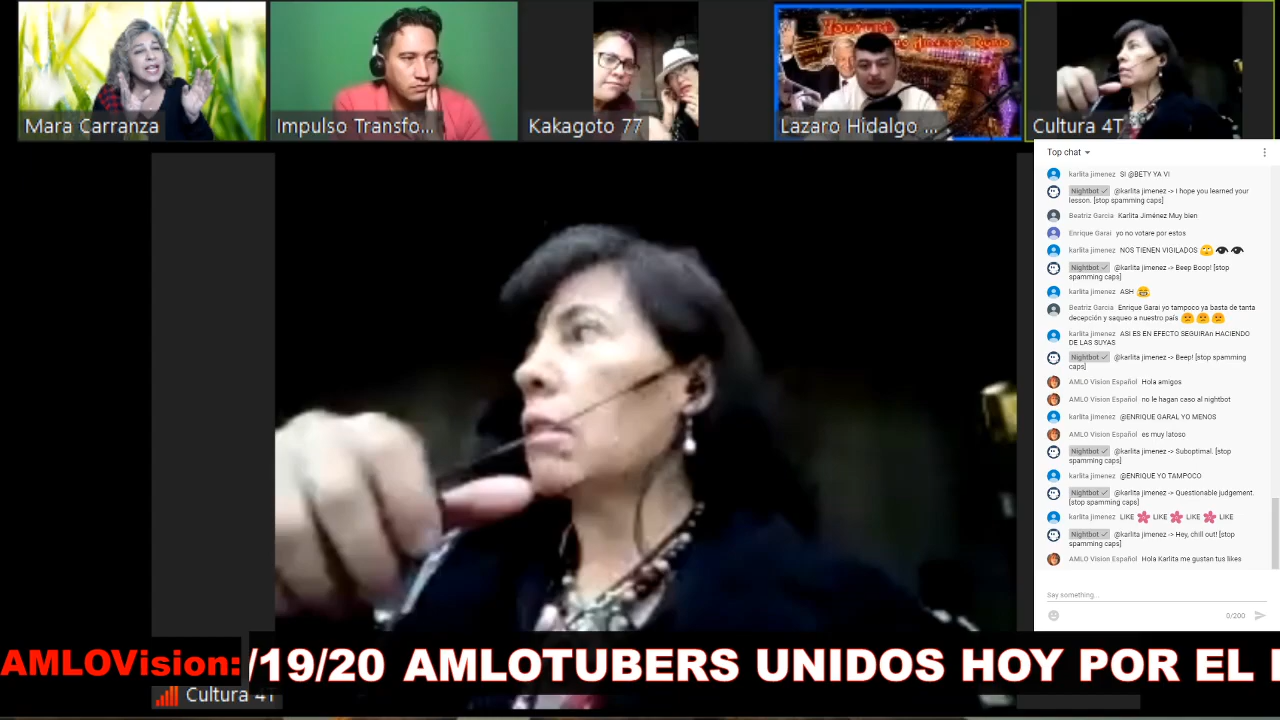 Mara Carranza
Impulso Transfo...
Kakagoto 77
Lazaro Hidalgo ...
Cultura 4T
Top chat
karlita jimenez SI @BETY YA VI
Nightbot @karlita jimenez -> I hope you learned your
lesson. [stop spamming caps]
Beatriz Garcia Karlita Jiménez Muy bien
Enrique Garai yo no votare por estos
karlita jimenez NOS TIENEN VIGILADOS 🙄 👁👁
Nightbot @karlita jimenez -> Beep Boop! [stop
spamming caps]
karlita jimenez ASH 😂
Beatriz Garcia Enrique Garai yo tampoco ya basta de tanta
decepción y saqueo a nuestro país 😕 😕 😕
karlita jimenez ASI ES EN EFECTO SEGUIRAn HACIENDO
DE LAS SUYAS
Nightbot @karlita jimenez -> Beep! [stop spamming
caps]
AMLO Vision Español Hola amigos
AMLO Vision Español no le hagan caso al nightbot
karlita jimenez @ENRIQUE GARAL YO MENOS
AMLO Vision Español es muy latoso
Nightbot @karlita jimenez -> Suboptimal. [stop
spamming caps]
karlita jimenez @ENRIQUE YO TAMPOCO
Nightbot @karlita jimenez -> Questionable judgement.
[stop spamming caps]
karlita jimenez LIKE 🌺 LIKE 🌺 LIKE 🌺 LIKE
Nightbot @karlita jimenez -> Hey, chill out! [stop
spamming caps]
AMLO Vision Español Hola Karlita me gustan tus likes
Say something...
0/200
AMLOVision: /19/20 AMLOTUBERS UNIDOS HOY POR EL
Cultura 4T